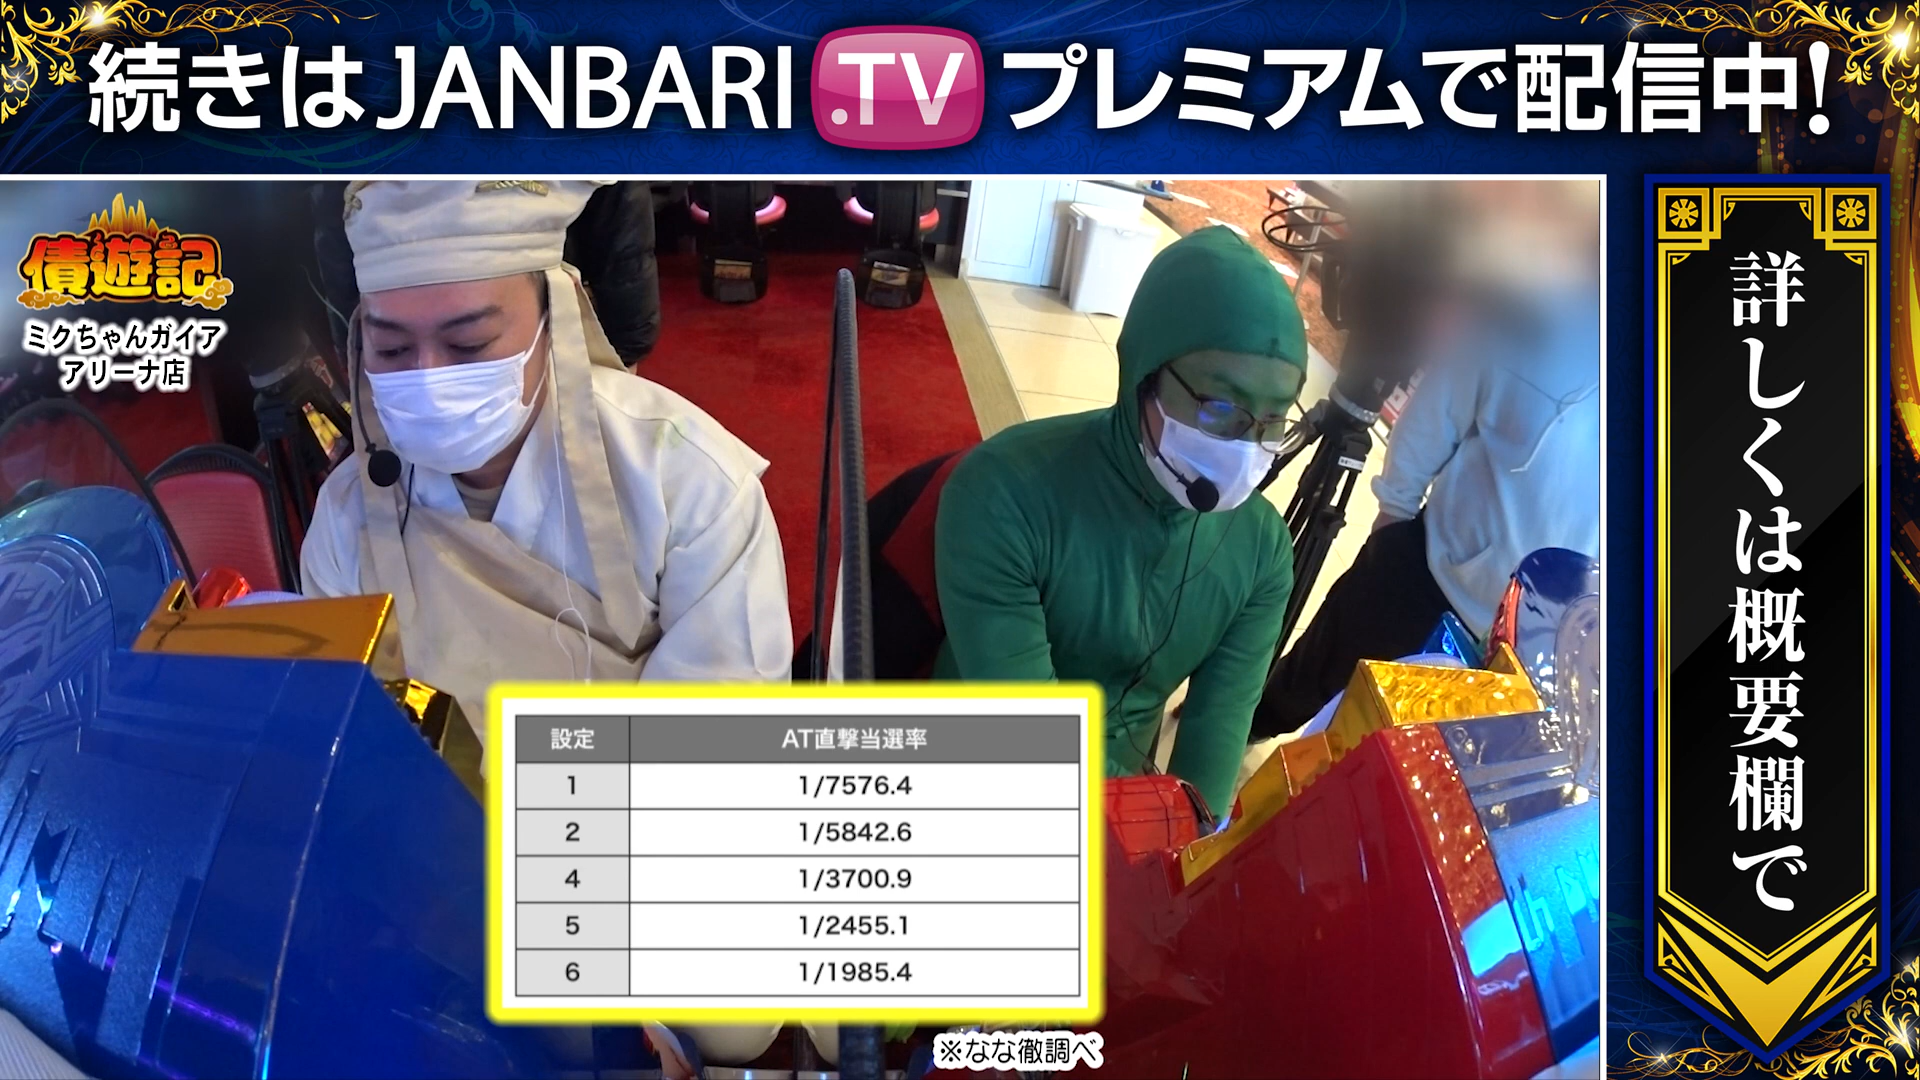 続きはJANBARI.TVプレミアムで配信中!
債遊記
ミクちゃんガイア
アリーナ店
詳しくは概要欄で
設定 AT直撃当選率
1 1/7576.4
2 1/5842.6
4 1/3700.9
5 1/2455.1
6 1/1985.4
※なな徹調べ